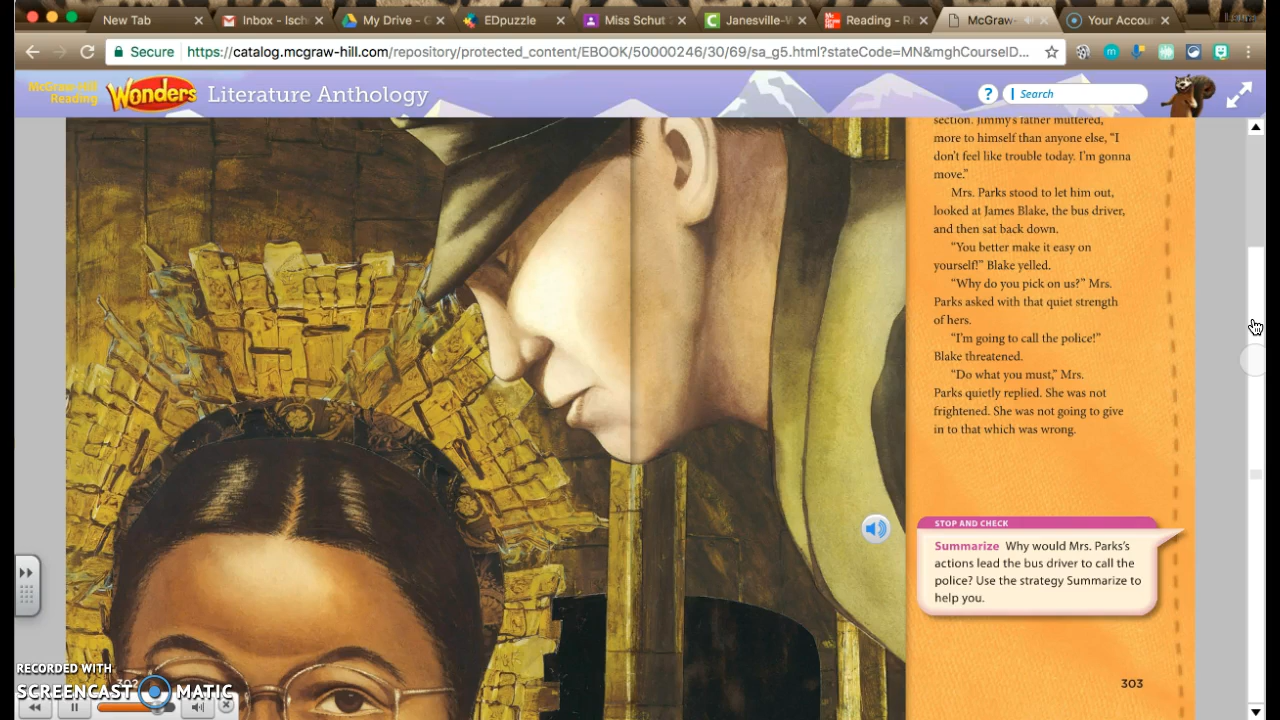 New Tab
Inbox - lsch
My Drive - G
EDpuzzle
Miss Schut
Janesville-W
Reading - R
McGraw-
Your Accou
Secure
https://catalog.mcgraw-hill.com/repository/protected_content/EBOOK/50000246/30/69/sa_g5.html?stateCode=MN&mghCourseID...
McGraw-Hill
Reading
Wonders
Literature Anthology
?
Search
section. Jimmy's father muttered,
more to himself than anyone else, “I
don't feel like trouble today. I'm gonna
move.”
Mrs. Parks stood to let him out,
looked at James Blake, the bus driver,
and then sat back down.
“You better make it easy on
yourself!” Blake yelled.
“Why do you pick on us?” Mrs.
Parks asked with that quiet strength
of hers.
“I'm going to call the police!”
Blake threatened.
“Do what you must,” Mrs.
Parks quietly replied. She was not
frightened. She was not going to give
in to that which was wrong.
STOP AND CHECK
Summarize Why would Mrs. Parks's
actions lead the bus driver to call the
police? Use the strategy Summarize to
help you.
302
303
RECORDED WITH
SCREENCAST MATIC